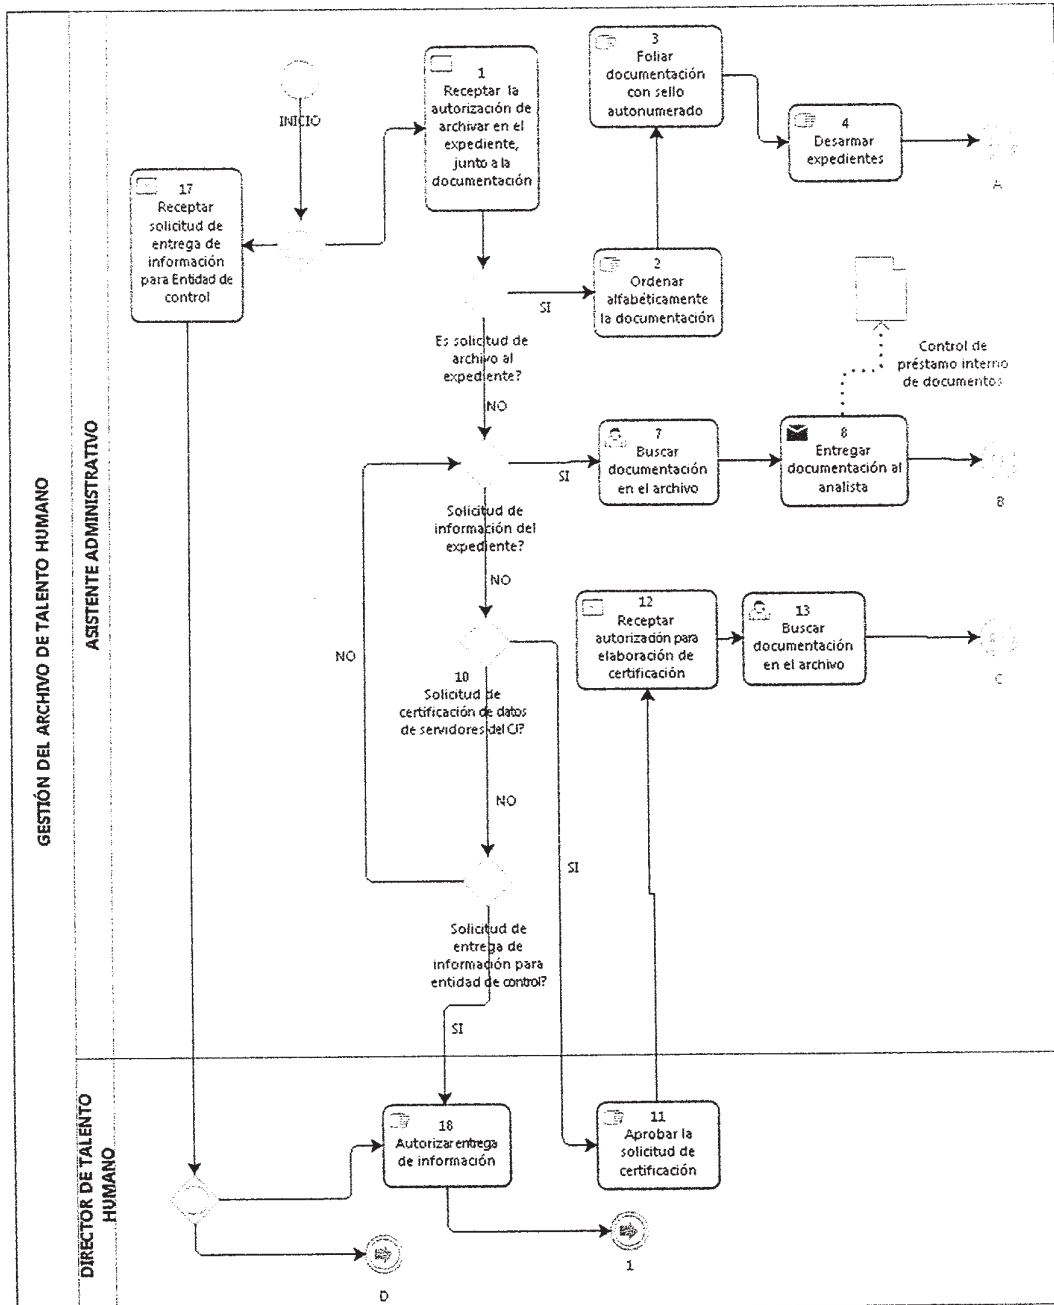 GESTIÓN DEL ARCHIVO DE TALENTO HUMANO
ASISTENTE ADMINISTRATIVO
INICIO
1
Receptar la
autorización de
archivar en el
expediente,
junto a la
documentación
3
Foliar
documentación
con sello
autonumerado
4
Desarmar
expedientes
A
17
Receptar
solicitud de
entrega de
información
para Entidad de
control
2
Ordenar
alfabéticamente
la documentación
SI
Es solicitud de
archivo al
expediente?
NO
Control de
préstamo interno
de documentos
7
Buscar
documentación
en el archivo
8
Entregar
documentación al
analista
SI
B
Solicitud de
información del
expediente?
NO
12
Receptar
autorización para
elaboración de
certificación
13
Buscar
documentación
en el archivo
C
NO
10
Solicitud de
certificación de datos
de servidores del CI?
NO
SI
Solicitud de
entrega de
información para
entidad de control?
SI
DIRECTOR DE TALENTO
HUMANO
18
Autorizar entrega
de información
11
Aprobar la
solicitud de
certificación
1
D